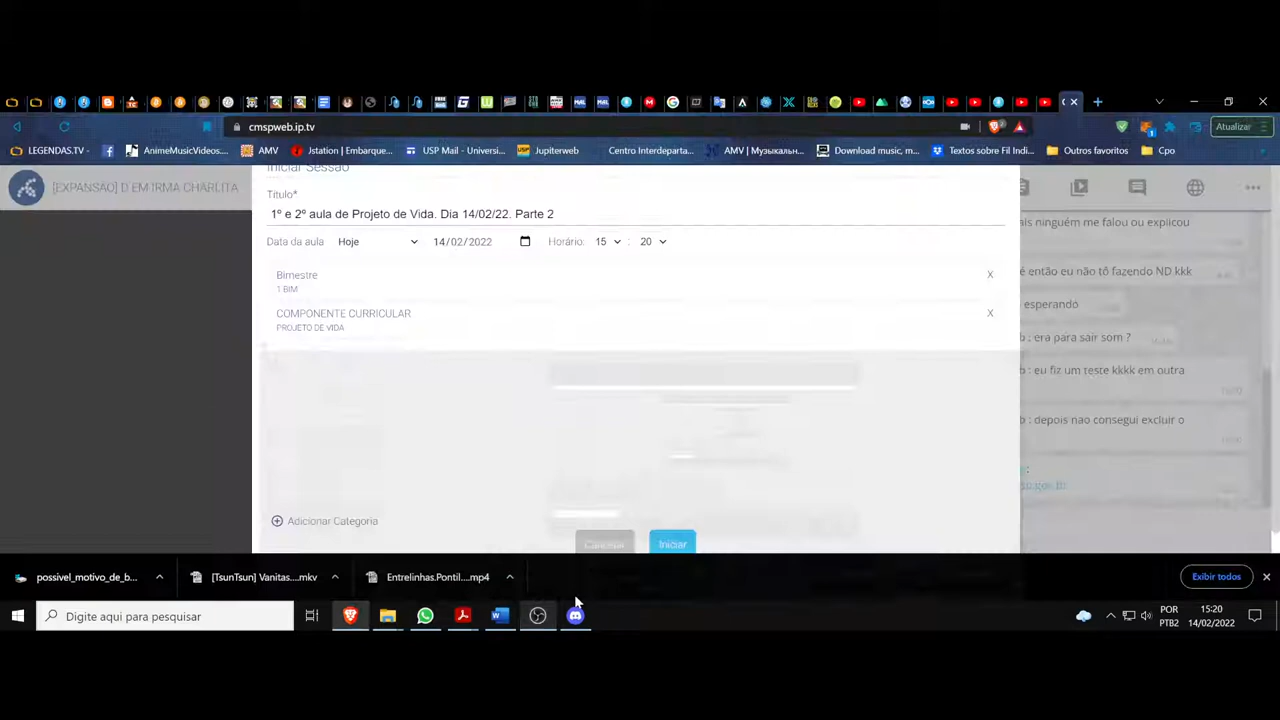 cmspweb.ip.tv
Atualizar
LEGENDAS.TV -
AnimeMusicVideos....
AMV
Jstation | Embarque...
USP Mail - Universi...
Jupiterweb
Centro Interdeparta...
AMV | Музыкальн...
Download music, m...
Textos sobre Fil Indi...
Outros favoritos
Cpo
[EXPANSÃO] D EM IRMA CHARLITA
Iniciar Sessão
Título*
1º e 2º aula de Projeto de Vida. Dia 14/02/22. Parte 2
Data da aula Hoje 14/02/2022 Horário: 15 : 20
Bimestre X
1 BIM
COMPONENTE CURRICULAR X
PROJETO DE VIDA
ais ninguém me falou ou explicou
é então eu não tô fazendo ND kkk
esperando
b : era para sair som ?
b : eu fiz um teste kkkk em outra
b : depois nao consegui excluir o
Adicionar Categoria
Cancelar Iniciar
possivel_motivo_de_b...
[TsunTsun] Vanitas....mkv
Entrelinhas.Pontil....mp4
Exibir todos
Digite aqui para pesquisar
POR
PTB2
15:20
14/02/2022